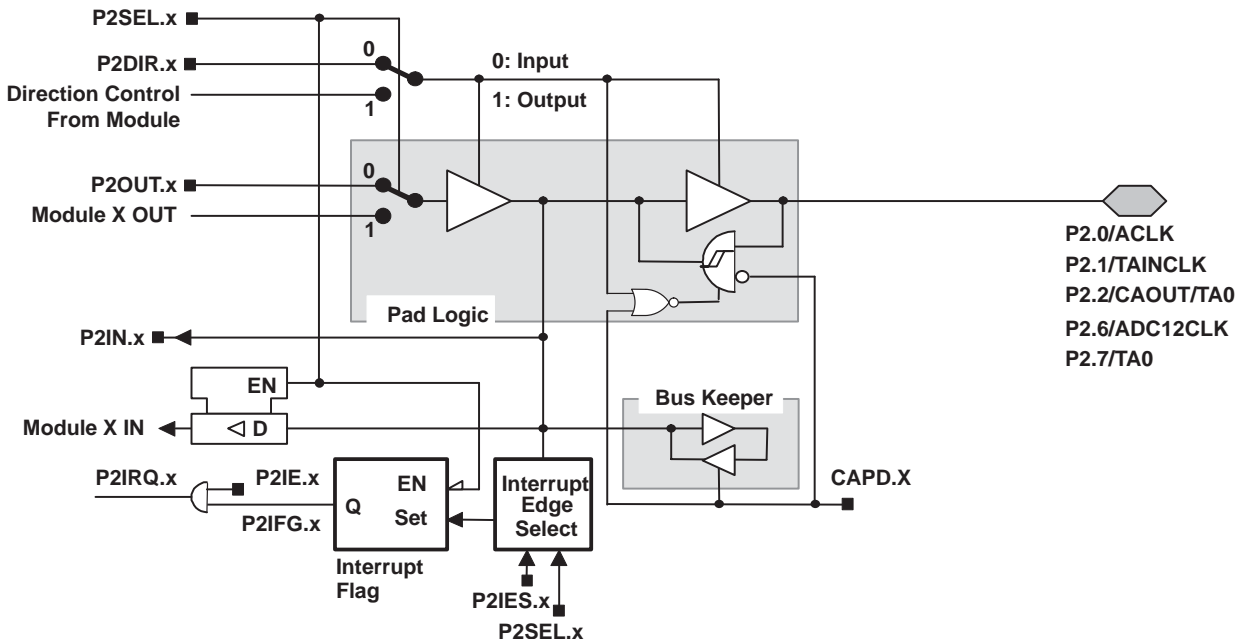 P2SEL.x
P2DIR.x
0
0: Input
Direction Control
From Module
1
1: Output
P2OUT.x
0
Module X OUT
1
Pad Logic
P2.0/ACLK
P2.1/TAINCLK
P2.2/CAOUT/TA0
P2.6/ADC12CLK
P2.7/TA0
P2IN.x
EN
Bus Keeper
Module X IN
D
CAPD.X
P2IRQ.x
P2IE.x
P2IFG.x
Q
EN
Set
Interrupt
Edge
Select
Interrupt
Flag
P2IES.x
P2SEL.x